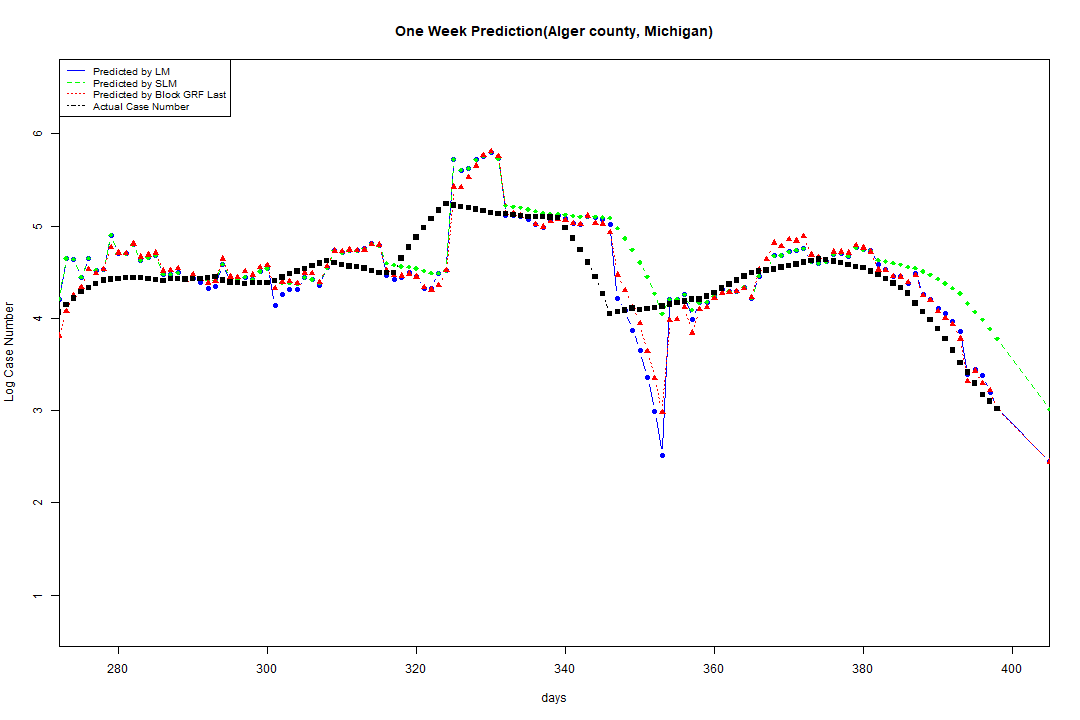 One Week Prediction(Alger county, Michigan)
Predicted by LM
Predicted by SLM
Predicted by Block GRF Last
Actual Case Number
Log Case Number
6
5
4
3
2
1
280 300 320 340 360 380 400
days